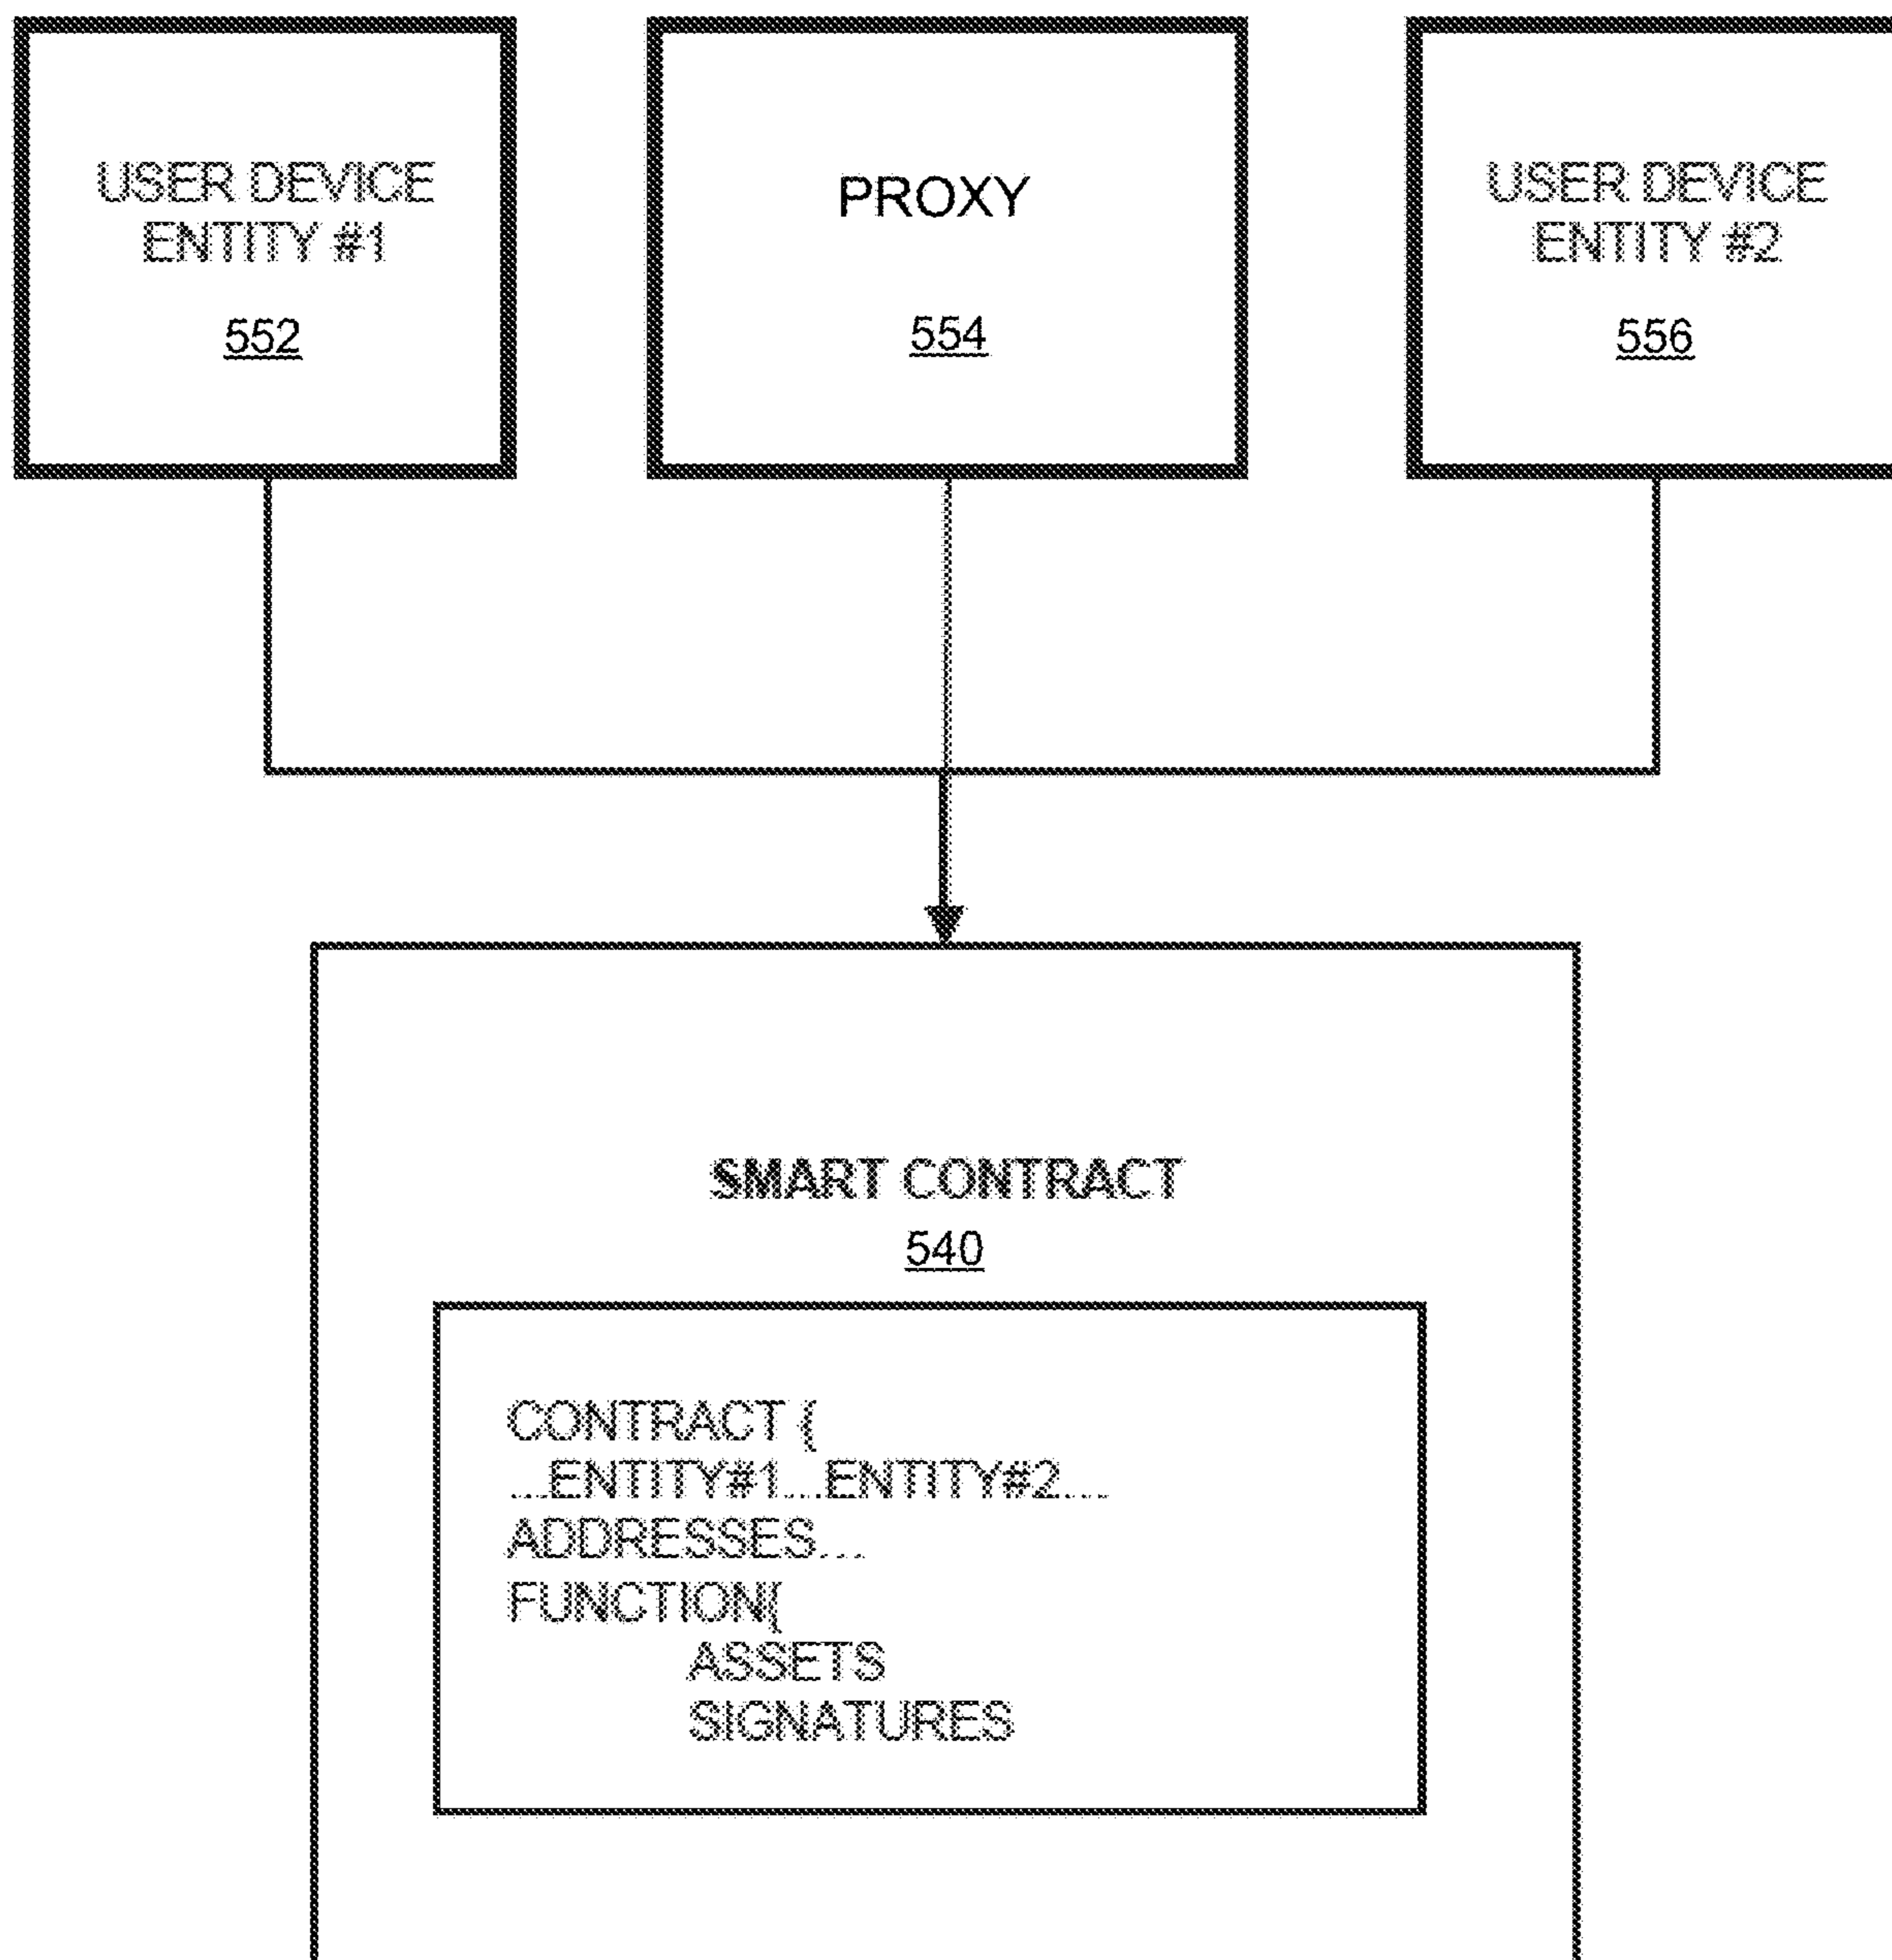 USER DEVICE
ENTITY #1
552
PROXY
554
USER DEVICE
ENTITY #2
556
SMART CONTRACT
540
CONTRACT {
...ENTITY#1....ENTITY#2....
ADDRESSES...
FUNCTION{
ASSETS
SIGNATURES